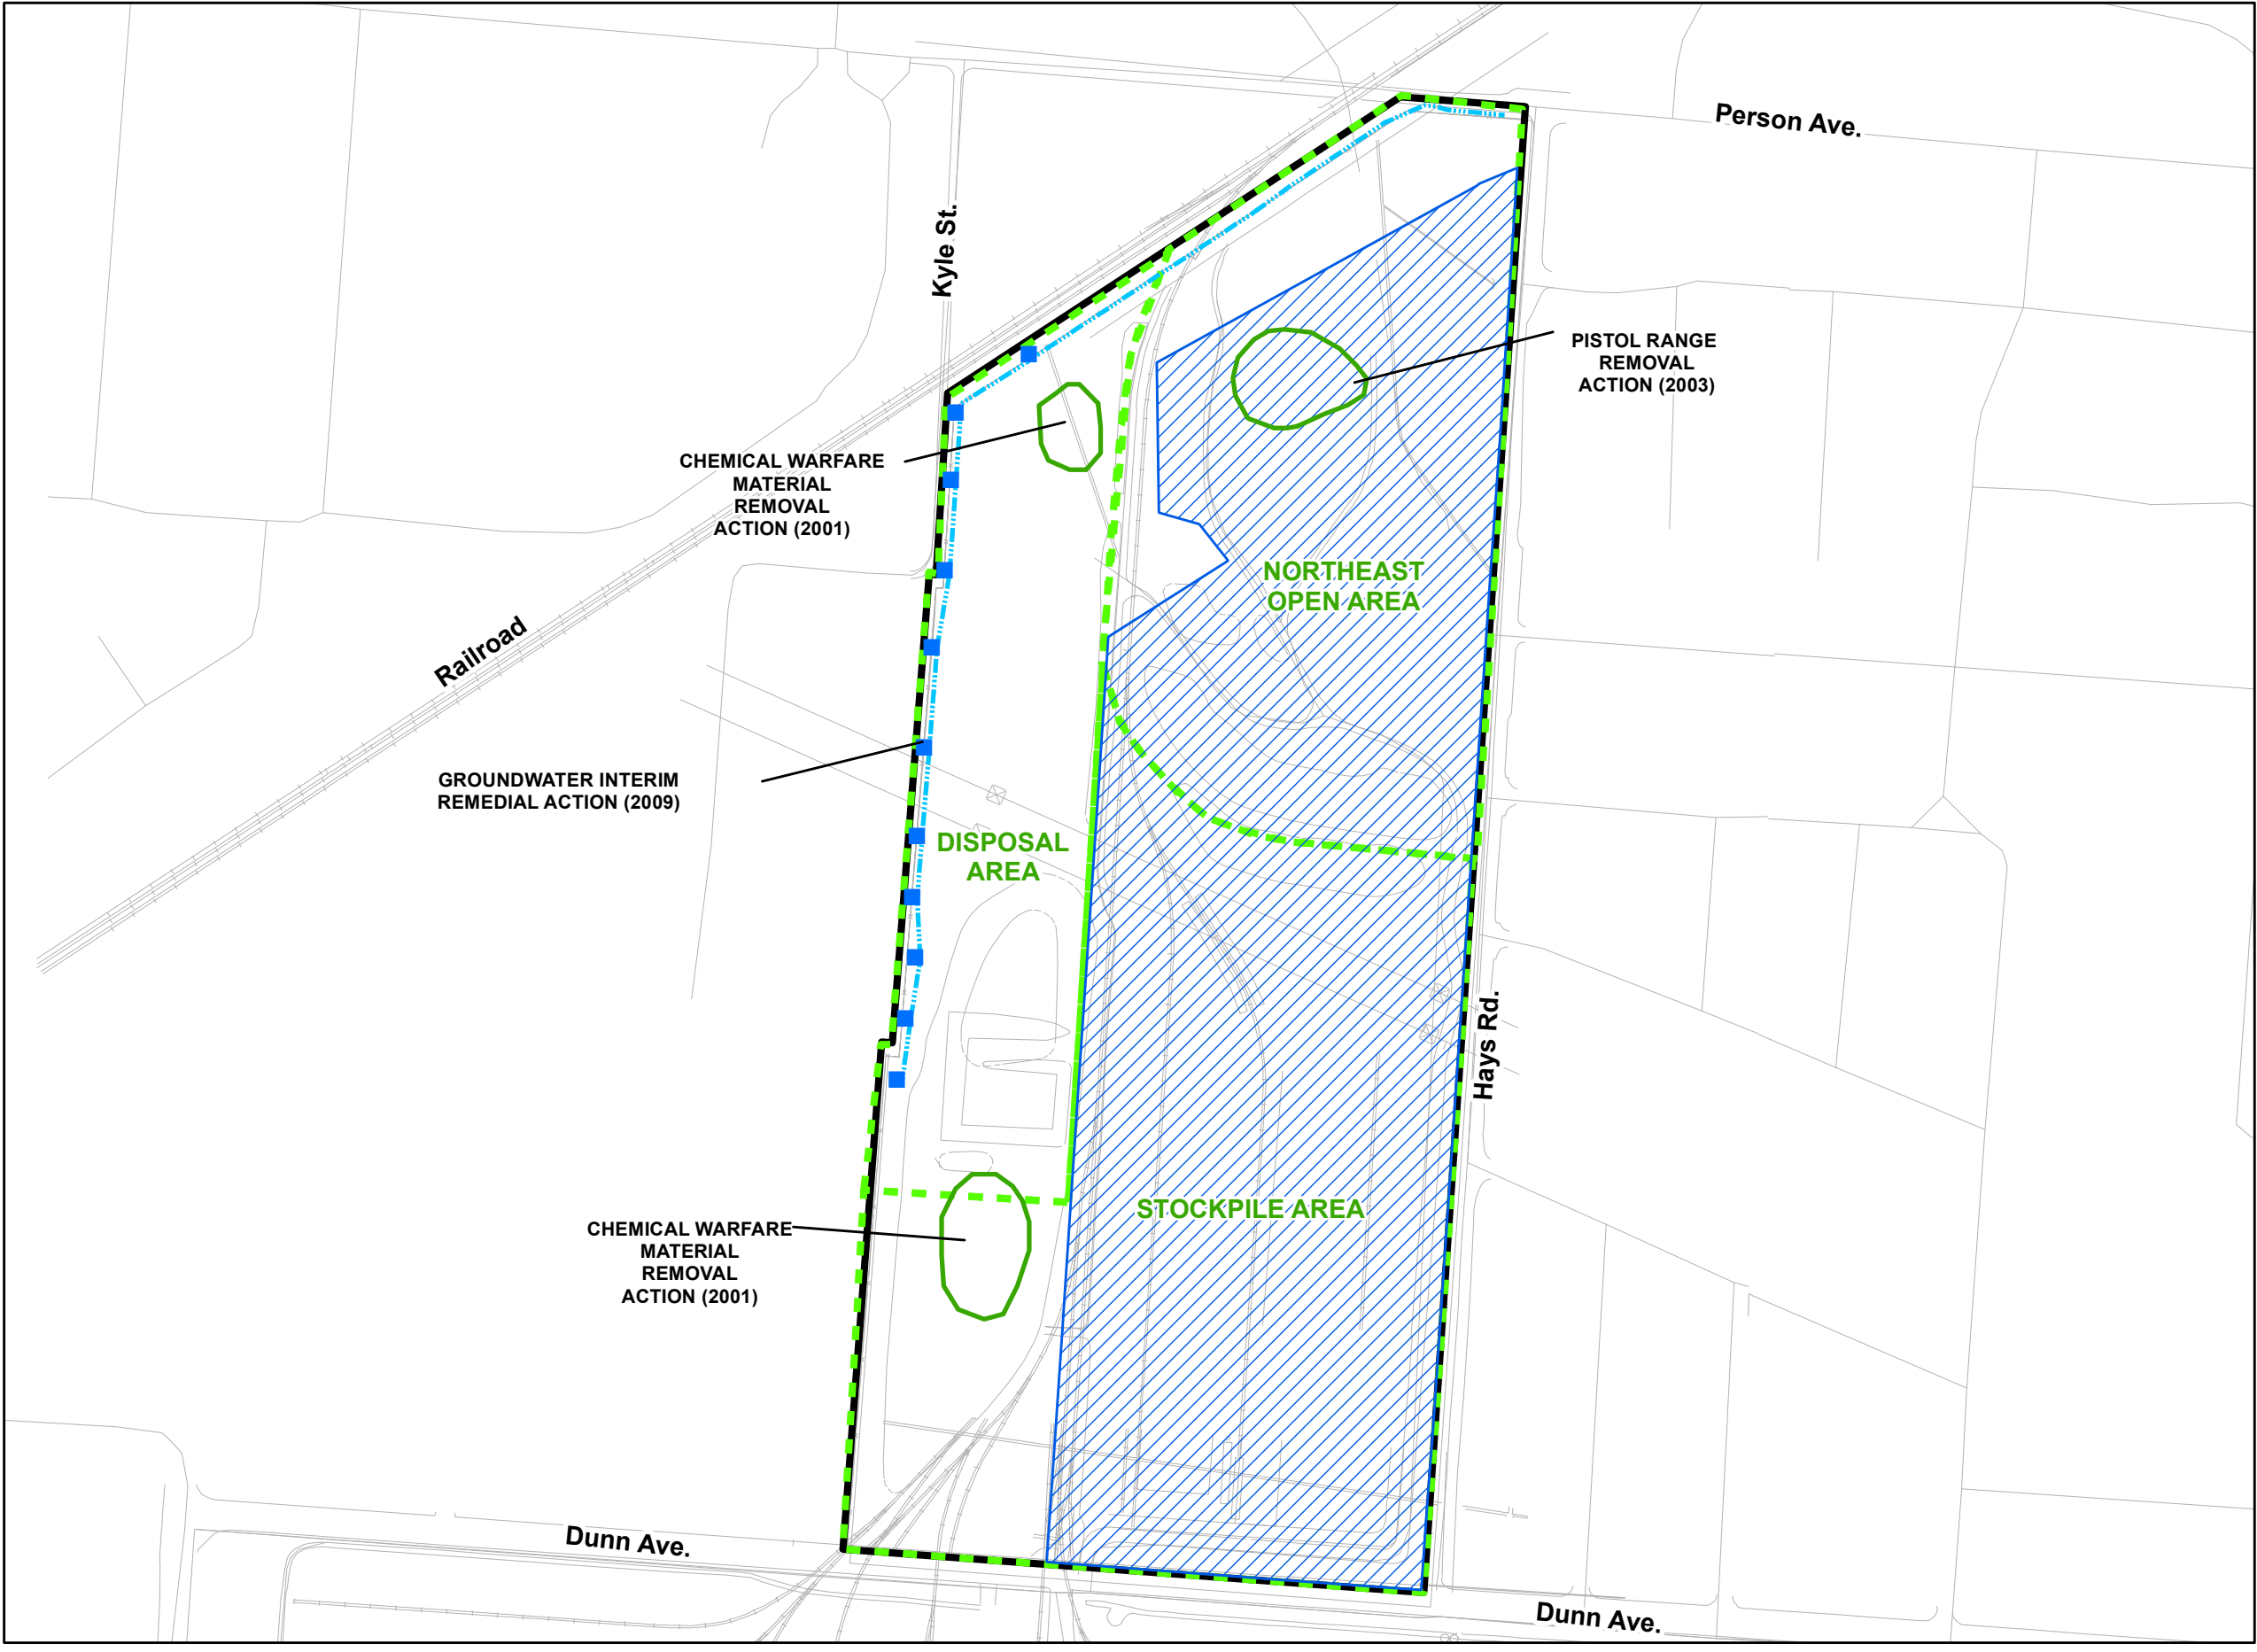 Person Ave.
Kyle St.
PISTOL RANGE
REMOVAL
ACTION (2003)
CHEMICAL WARFARE
MATERIAL
REMOVAL
ACTION (2001)
NORTHEAST
OPEN AREA
Railroad
GROUNDWATER INTERIM
REMEDIAL ACTION (2009)
DISPOSAL
AREA
Hays Rd.
STOCKPILE AREA
CHEMICAL WARFARE
MATERIAL
REMOVAL
ACTION (2001)
Dunn Ave.
Dunn Ave.